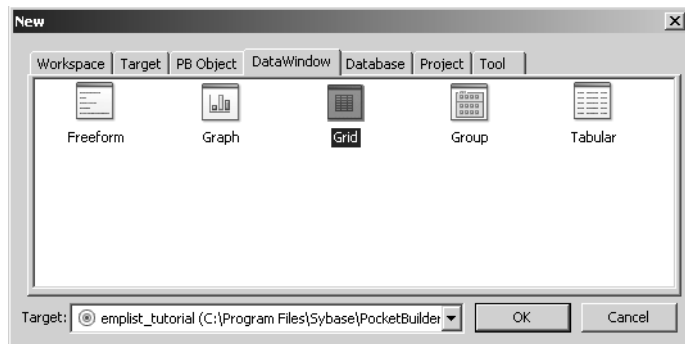 New
Workspace Target PB Object DataWindow Database Project Tool
Freeform Graph Grid Group Tabular
Target: emplist_tutorial (C:\Program Files\Sybase\PocketBuilder OK Cancel